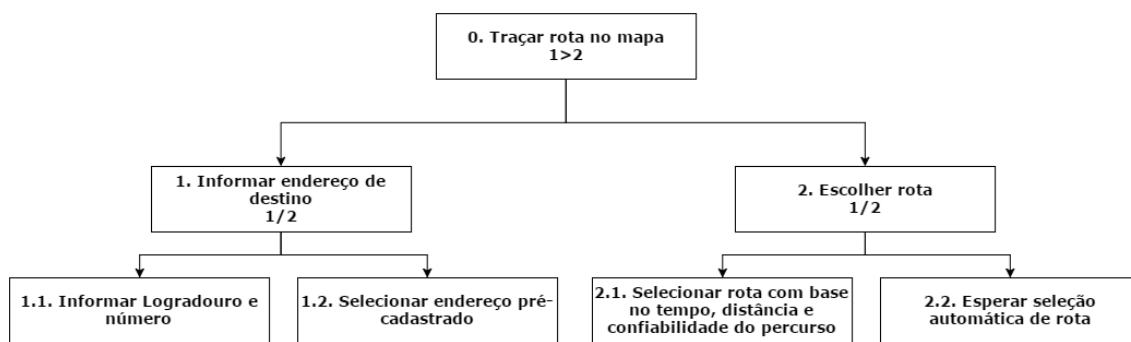 0. Traçar rota no mapa
1>2
1. Informar endereço de
destino
1/2
2. Escolher rota
1/2
1.1. Informar Logradouro e
número
1.2. Selecionar endereço pré-
cadastrado
2.1. Selecionar rota com base
no tempo, distância e
confiabilidade do percurso
2.2. Esperar seleção
automática de rota